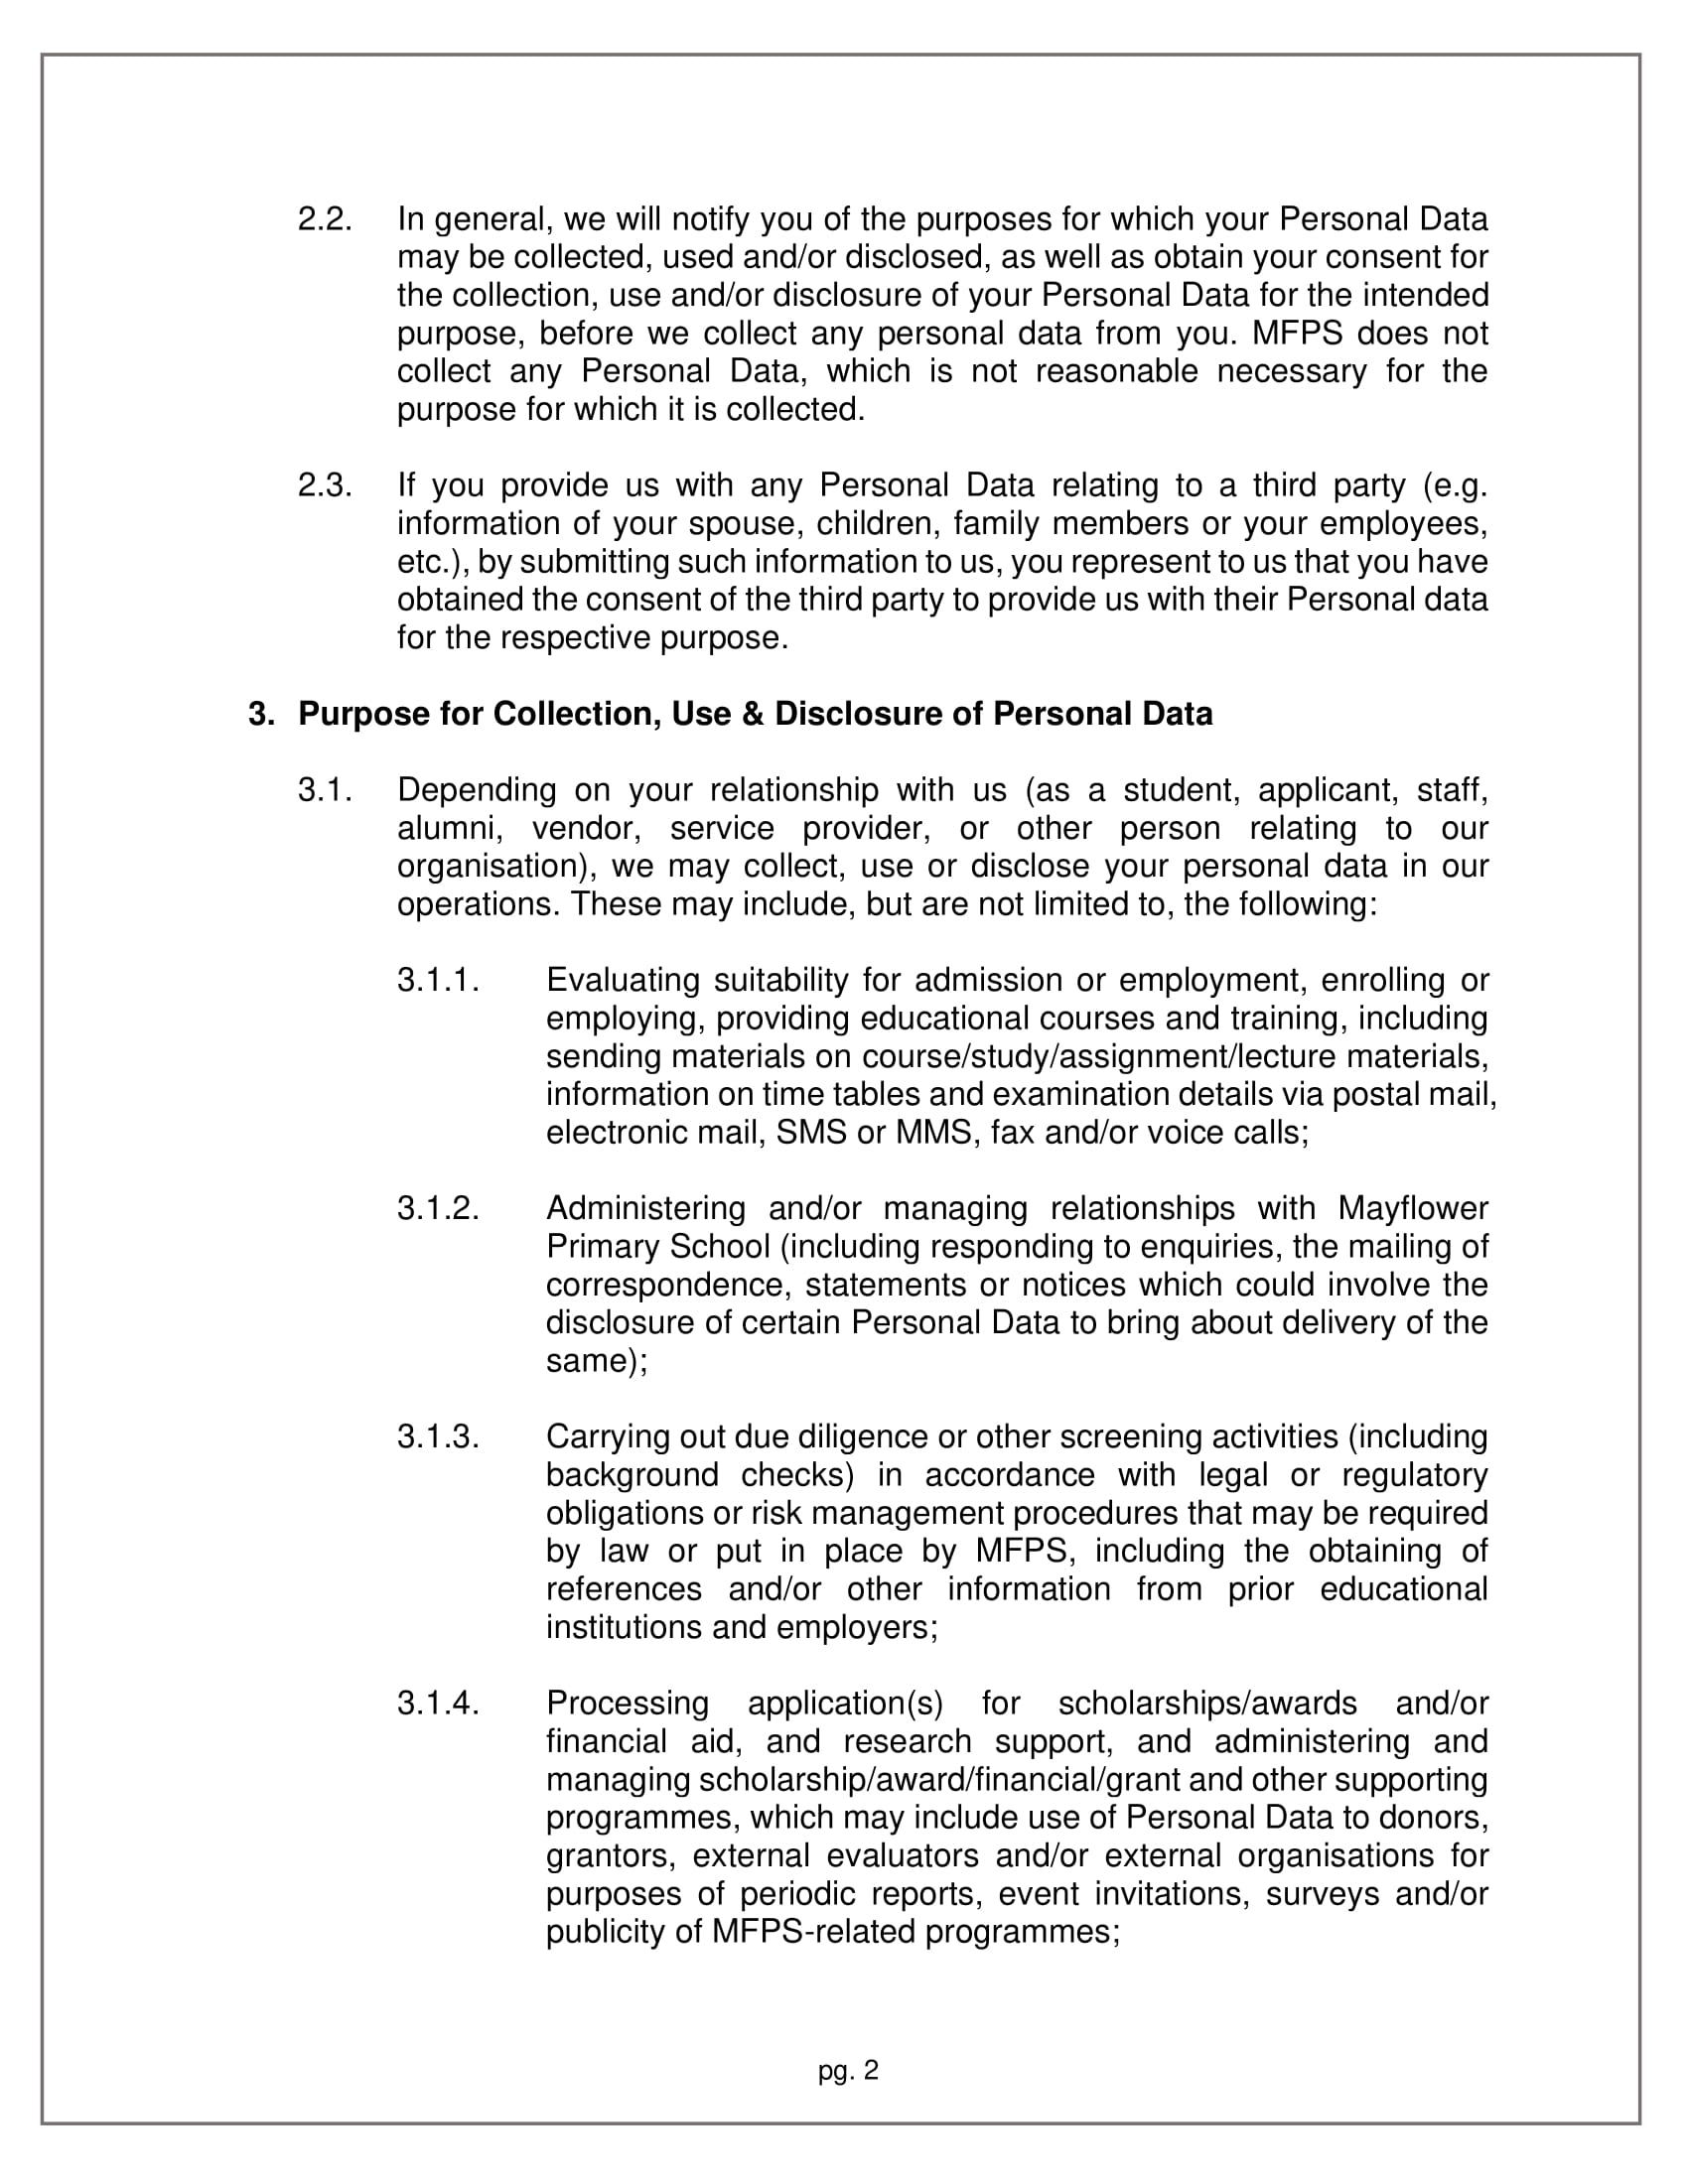 2.2. In general, we will notify you of the purposes for which your Personal Data
may be collected, used and/or disclosed, as well as obtain your consent for
the collection, use and/or disclosure of your Personal Data for the intended
purpose, before we collect any personal data from you. MFPS does not
collect any Personal Data, which is not reasonable necessary for the
purpose for which it is collected.
2.3. If you provide us with any Personal Data relating to a third party (e.g.
information of your spouse, children, family members or your employees,
etc.), by submitting such information to us, you represent to us that you have
obtained the consent of the third party to provide us with their Personal data
for the respective purpose.
3. Purpose for Collection, Use & Disclosure of Personal Data
3.1. Depending on your relationship with us (as a student, applicant, staff,
alumni, vendor, service provider, or other person relating to our
organisation), we may collect, use or disclose your personal data in our
operations. These may include, but are not limited to, the following:
3.1.1. Evaluating suitability for admission or employment, enrolling or
employing, providing educational courses and training, including
sending materials on course/study/assignment/lecture materials,
information on time tables and examination details via postal mail,
electronic mail, SMS or MMS, fax and/or voice calls;
3.1.2. Administering and/or managing relationships with Mayflower
Primary School (including responding to enquiries, the mailing of
correspondence, statements or notices which could involve the
disclosure of certain Personal Data to bring about delivery of the
same);
3.1.3. Carrying out due diligence or other screening activities (including
background checks) in accordance with legal or regulatory
obligations or risk management procedures that may be required
by law or put in place by MFPS, including the obtaining of
references and/or other information from prior educational
institutions and employers;
3.1.4. Processing application(s) for scholarships/awards and/or
financial aid, and research support, and administering and
managing scholarship/award/financial/grant and other supporting
programmes, which may include use of Personal Data to donors,
grantors, external evaluators and/or external organisations for
purposes of periodic reports, event invitations, surveys and/or
publicity of MFPS-related programmes;
pg. 2